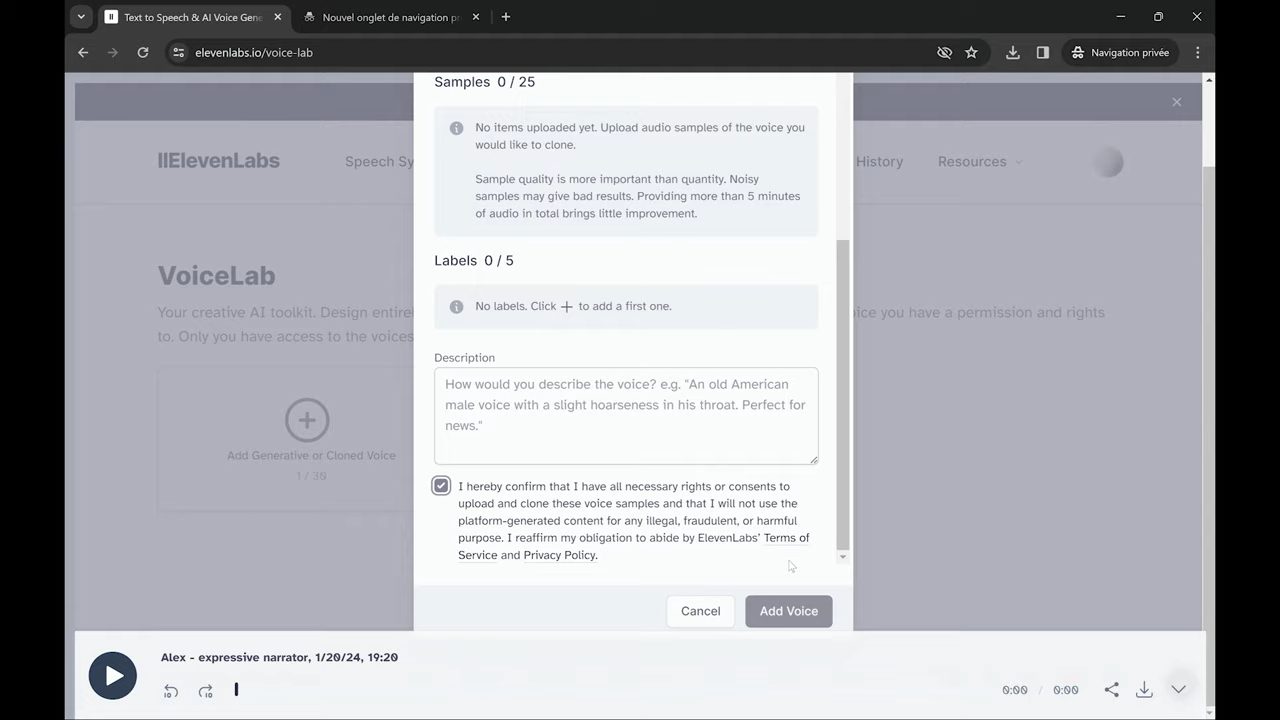 Text to Speech & AI Voice Gene
Nouvel onglet de navigation pr
elevenlabs.io/voice-lab
Navigation privée
Samples 0 / 25
No items uploaded yet. Upload audio samples of the voice you
would like to clone.
Sample quality is more important than quantity. Noisy
samples may give bad results. Providing more than 5 minutes
of audio in total brings little improvement.
IIElevenLabs
Speech Sy
History
Resources
Labels 0 / 5
VoiceLab
No labels. Click + to add a first one.
Your creative AI toolkit. Design entirel
oice you have a permission and rights
to. Only you have access to the voices
Description
How would you describe the voice? e.g. "An old American
male voice with a slight hoarseness in his throat. Perfect for
news."
Add Generative or Cloned Voice
1 / 30
I hereby confirm that I have all necessary rights or consents to
upload and clone these voice samples and that I will not use the
platform-generated content for any illegal, fraudulent, or harmful
purpose. I reaffirm my obligation to abide by ElevenLabs' Terms of
Service and Privacy Policy.
Cancel
Add Voice
Alex - expressive narrator, 1/20/24, 19:20
10
10
0:00 / 0:00